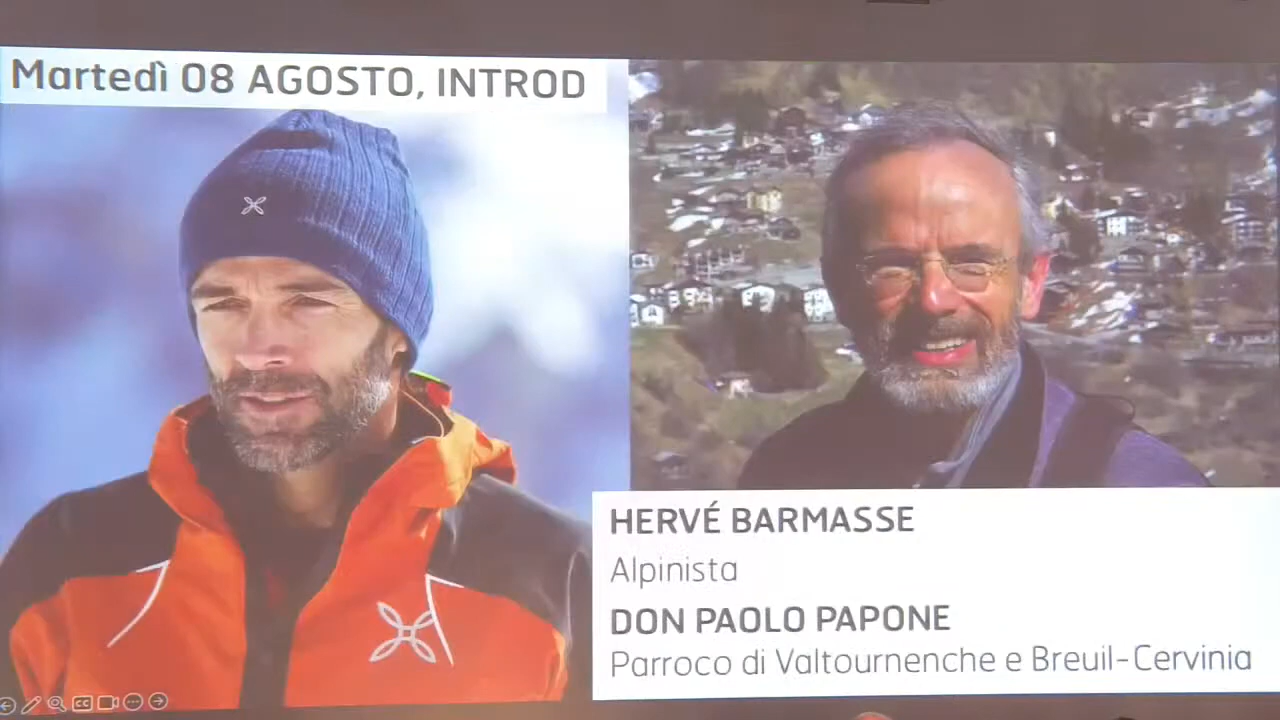 Martedì 08 AGOSTO, INTROD
HERVÉ BARMASSE
Alpinista
DON PAOLO PAPONE
Parroco di Valtournenche e Breuil-Cervinia